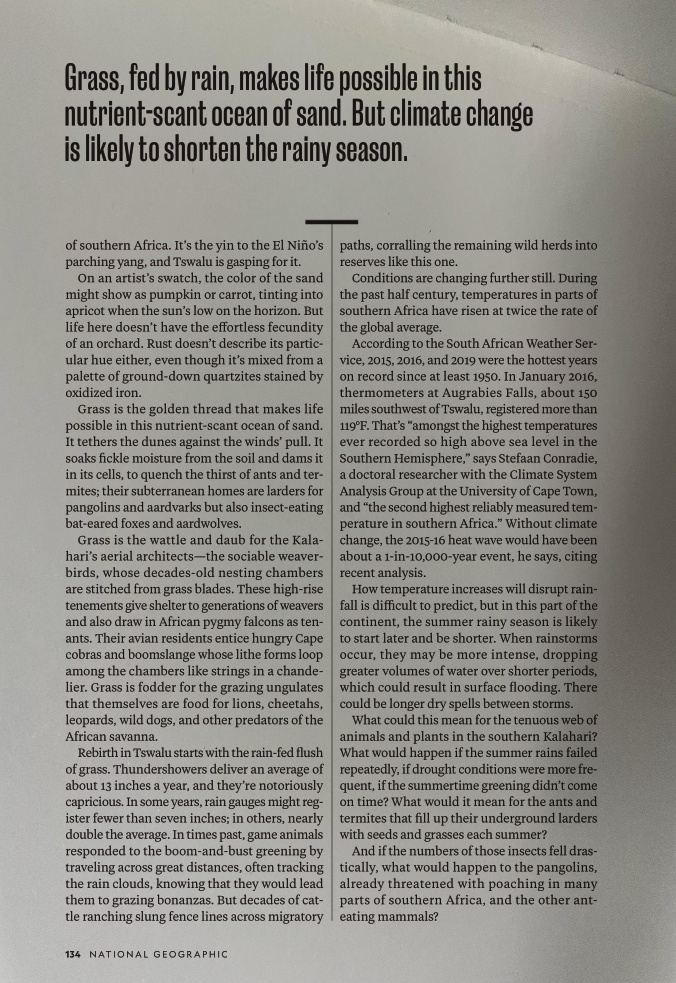 Grass, fed by rain, makes life possible in this
nutrient-scant ocean of sand. But climate change
is likely to shorten the rainy season.
of southern Africa. It's the yin to the El Niño's
parching yang, and Tswalu is gasping for it.
On an artist's swatch, the color of the sand
might show as pumpkin or carrot, tinting into
apricot when the sun's low on the horizon. But
life here doesn't have the effortless fecundity
of an orchard. Rust doesn't describe its partic-
ular hue either, even though it's mixed from a
palette of ground-down quartzites stained by
oxidized iron.
Grass is the golden thread that makes life
possible in this nutrient-scant ocean of sand.
It tethers the dunes against the winds' pull. It
soaks fickle moisture from the soil and dams it
in its cells, to quench the thirst of ants and ter-
mites; their subterranean homes are larders for
pangolins and aardvarks but also insect-eating
bat-eared foxes and aardwolves.
Grass is the wattle and daub for the Kala-
hari's aerial architects—the sociable weaver-
birds, whose decades-old nesting chambers
are stitched from grass blades. These high-rise
tenements give shelter to generations of weavers
and also draw in African pygmy falcons as ten-
ants. Their avian residents entice hungry Cape
cobras and boomslange whose lithe forms loop
among the chambers like strings in a chande-
lier. Grass is fodder for the grazing ungulates
that themselves are food for lions, cheetahs,
leopards, wild dogs, and other predators of the
African savanna.
Rebirth in Tswalu starts with the rain-fed flush
of grass. Thundershowers deliver an average of
about 13 inches a year, and they're notoriously
capricious. In some years, rain gauges might reg-
ister fewer than seven inches; in others, nearly
double the average. In times past, game animals
responded to the boom-and-bust greening by
traveling across great distances, often tracking
the rain clouds, knowing that they would lead
them to grazing bonanzas. But decades of cat-
tle ranching slung fence lines across migratory
paths, corralling the remaining wild herds into
reserves like this one.
Conditions are changing further still. During
the past half century, temperatures in parts of
southern Africa have risen at twice the rate of
the global average.
According to the South African Weather Ser-
vice, 2015, 2016, and 2019 were the hottest years
on record since at least 1950. In January 2016,
thermometers at Augrabies Falls, about 150
miles southwest of Tswalu, registered more than
119°F. That's "amongst the highest temperatures
ever recorded so high above sea level in the
Southern Hemisphere," says Stefaan Conradie,
a doctoral researcher with the Climate System
Analysis Group at the University of Cape Town,
and "the second highest reliably measured tem-
perature in southern Africa." Without climate
change, the 2015-16 heat wave would have been
about a 1-in-10,000-year event, he says, citing
recent analysis.
How temperature increases will disrupt rain-
fall is difficult to predict, but in this part of the
continent, the summer rainy season is likely
to start later and be shorter. When rainstorms
occur, they may be more intense, dropping
greater volumes of water over shorter periods,
which could result in surface flooding. There
could be longer dry spells between storms.
What could this mean for the tenuous web of
animals and plants in the southern Kalahari?
What would happen if the summer rains failed
repeatedly, if drought conditions were more fre-
quent, if the summertime greening didn't come
on time? What would it mean for the ants and
termites that fill up their underground larders
with seeds and grasses each summer?
And if the numbers of those insects fell dras-
tically, what would happen to the pangolins,
already threatened with poaching in many
parts of southern Africa, and the other ant-
eating mammals?
134 NATIONAL GEOGRAPHIC